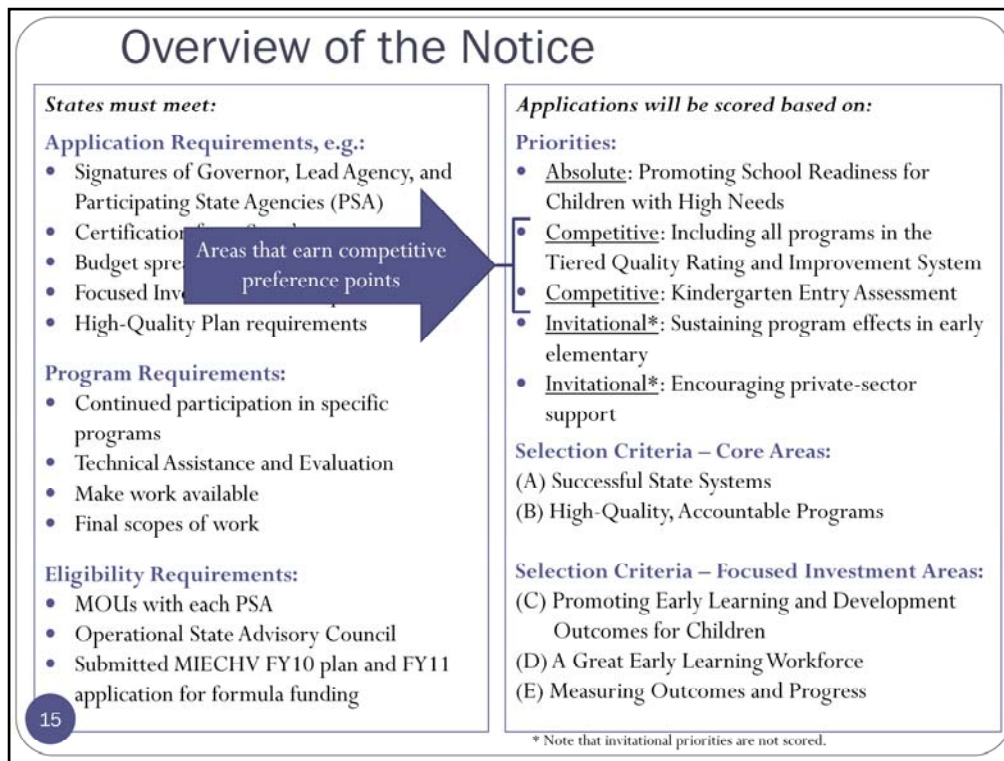 Overview of the Notice
States must meet:
Application Requirements, e.g.:
• Signatures of Governor, Lead Agency, and
Participating State Agencies (PSA)
• Certification
• Budget
• Focused
• High-Quality Plan requirements
Program Requirements:
• Continued participation in specific
programs
• Technical Assistance and Evaluation
• Make work available
• Final scopes of work
Eligibility Requirements:
• MOUs with each PSA
• Operational State Advisory Council
• Submitted MIECHV FY10 plan and FY11
application for formula funding
Areas that earn competitive
preference points
Applications will be scored based on:
Priorities:
• Absolute: Promoting School Readiness for
Children with High Needs
• Competitive: Including all programs in the
Tiered Quality Rating and Improvement System
• Competitive: Kindergarten Entry Assessment
• Invitational*: Sustaining program effects in early
elementary
• Invitational*: Encouraging private-sector
support
Selection Criteria – Core Areas:
(A) Successful State Systems
(B) High-Quality, Accountable Programs
Selection Criteria – Focused Investment Areas:
(C) Promoting Early Learning and Development
Outcomes for Children
(D) A Great Early Learning Workforce
(E) Measuring Outcomes and Progress
15
* Note that invitational priorities are not scored.